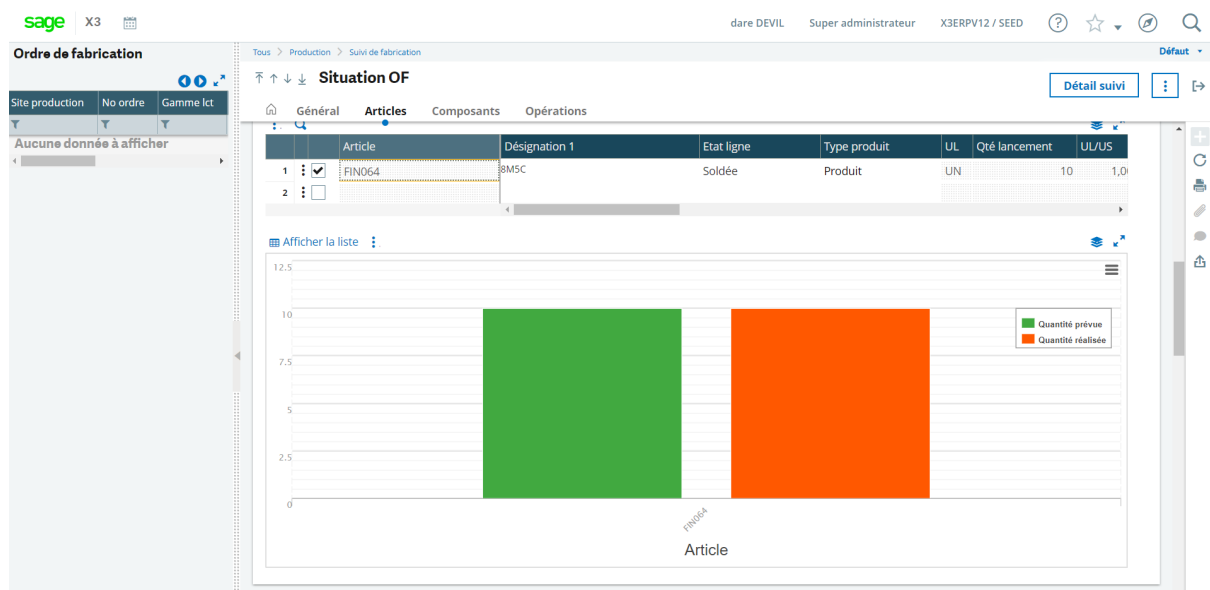 sage X3 dare DEVIL Super administrateur X3ERPV12 / SEED
Ordre de fabrication
Site production No ordre Gamme lct
Aucune donnée à afficher
Tous > Production > Suivi de fabrication Défaut
Situation OF Détail suivi
Général Articles Composants Opérations
Article Désignation 1 Etat ligne Type produit UL Qté lancement UL/US
1 FIN064 8M5C Soldée Produit UN 10 1,0
2
Afficher la liste
12.5
10
7.5
5
2.5
0
Quantité prévue
Quantité réalisée
FIN064
Article